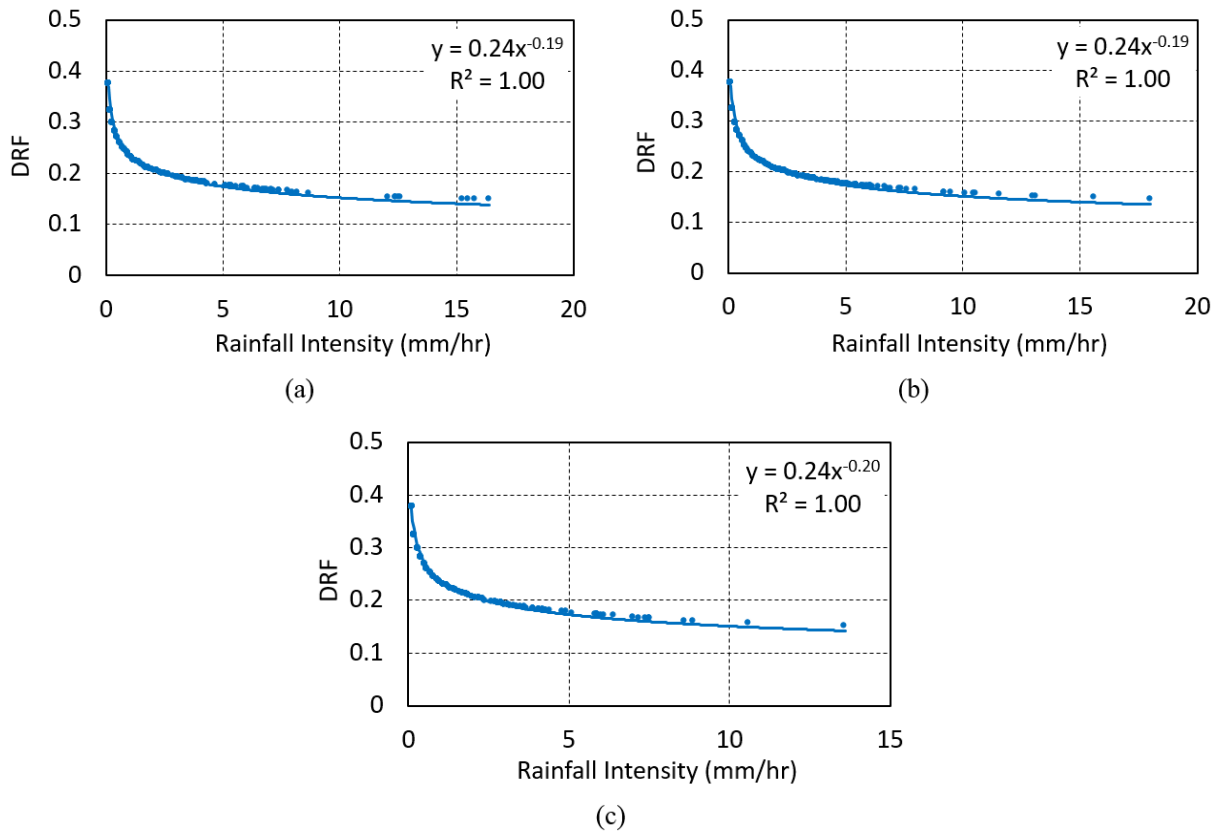 0.5
0.4
0.3
0.2
0.1
0
DRF
y = 0.24x^-0.19
R² = 1.00
0 5 10 15 20
Rainfall Intensity (mm/hr)
(a)
0.5
0.4
0.3
0.2
0.1
0
DRF
y = 0.24x^-0.19
R² = 1.00
0 5 10 15 20
Rainfall Intensity (mm/hr)
(b)
0.5
0.4
0.3
0.2
0.1
0
DRF
y = 0.24x^-0.20
R² = 1.00
0 5 10 15
Rainfall Intensity (mm/hr)
(c)